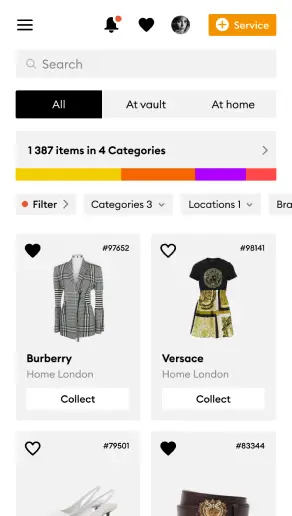 Service
Search
All
At vault
At home
1 387 items in 4 Categories
Filter
Categories 3
Locations 1
Bra
#97652
#98141
Burberry
Versace
Home London
Home London
Collect
Collect
#79501
#83344